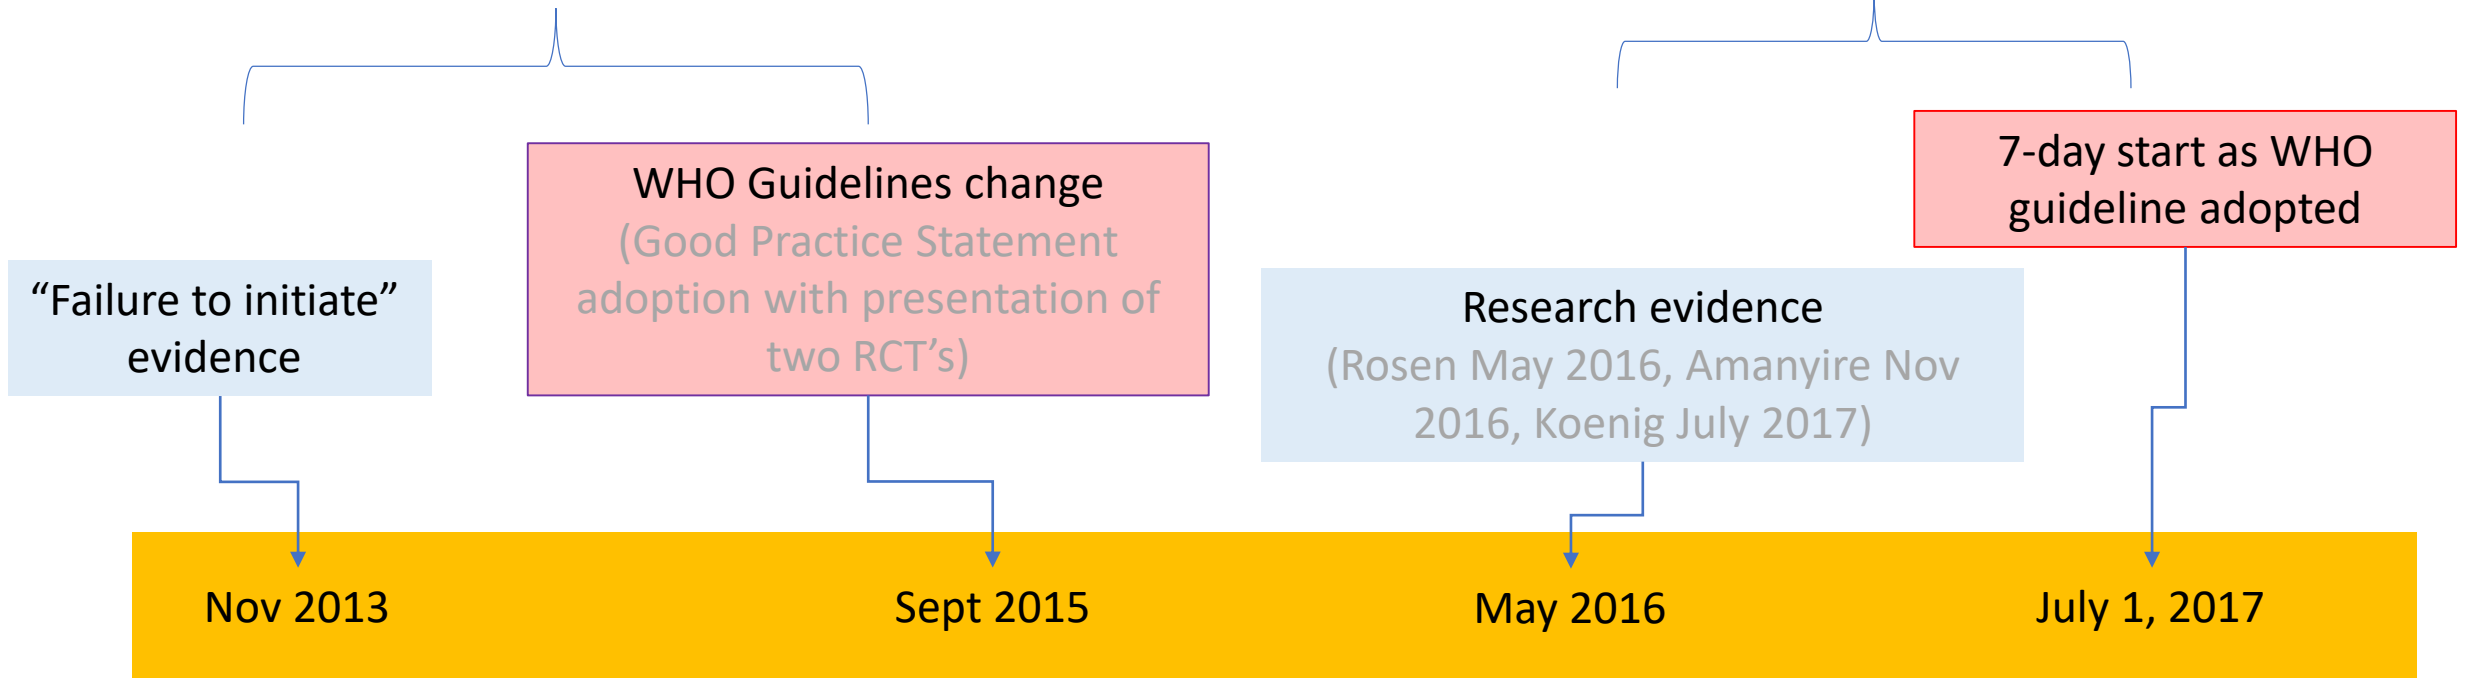 “Failure to initiate”
evidence
WHO Guidelines change
(Good Practice Statement
adoption with presentation of
two RCT’s)
Research evidence
(Rosen May 2016, Amanyire Nov
2016, Koenig July 2017)
7-day start as WHO
guideline adopted
Nov 2013
Sept 2015
May 2016
July 1, 2017